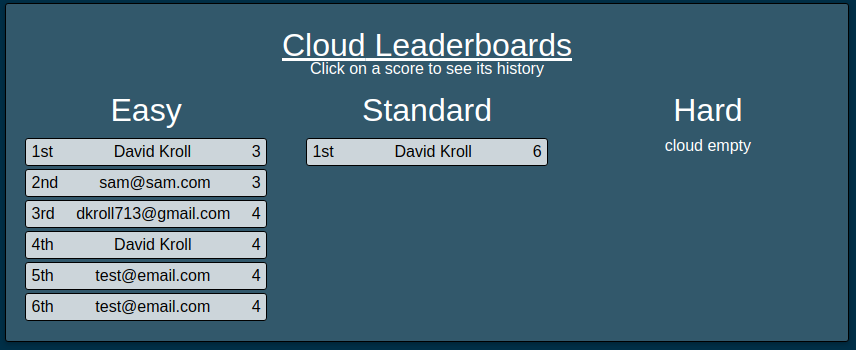 Cloud Leaderboards
Click on a score to see its history
Easy
1st David Kroll 3
2nd sam@sam.com 3
3rd dkroll713@gmail.com 4
4th David Kroll 4
5th test@email.com 4
6th test@email.com 4
Standard
1st David Kroll 6
Hard
cloud empty